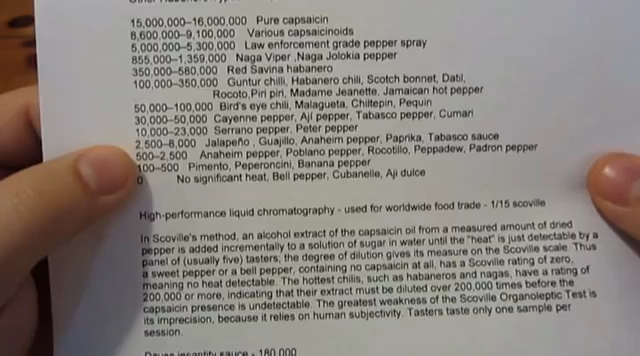 15,000,000–16,000,000 Pure capsaicin
8,600,000–9,100,000 Various capsaicinoids
5,000,000–5,300,000 Law enforcement grade pepper spray
855,000–1,359,000 Naga Viper ,Naga Jolokia pepper
350,000–580,000 Red Savina habanero
100,000–350,000 Guntur chilli, Habanero chili, Scotch bonnet, Datil,
Rocoto,Piri piri, Madame Jeanette, Jamaican hot pepper
50,000–100,000 Bird's eye chili, Malagueta, Chiltepin, Pequin
30,000–50,000 Cayenne pepper, Ají pepper, Tabasco pepper, Cumari
10,000–23,000 Serrano pepper, Peter pepper
2,500–8,000 Jalapeño , Guajillo, Anaheim pepper, Paprika, Tabasco sauce
500–2,500 Anaheim pepper, Poblano pepper, Rocotillo, Peppadew, Padron pepper
100–500 Pimento, Peperoncini, Banana pepper
0 No significant heat, Bell pepper, Cubanelle, Aji dulce
High-performance liquid chromatography - used for worldwide food trade - 1/15 scoville
In Scoville's method, an alcohol extract of the capsaicin oil from a measured amount of dried
pepper is added incrementally to a solution of sugar in water until the "heat" is just detectable by a
panel of (usually five) tasters; the degree of dilution gives its measure on the Scoville scale. Thus
a sweet pepper or a bell pepper, containing no capsaicin at all, has a Scoville rating of zero,
meaning no heat detectable. The hottest chilis, such as habaneros and nagas, have a rating of
200,000 or more, indicating that their extract must be diluted over 200,000 times before the
capsaicin presence is undetectable. The greatest weakness of the Scoville Organoleptic Test is
its imprecision, because it relies on human subjectivity. Tasters taste only one sample per
session.
sauce - 180,000